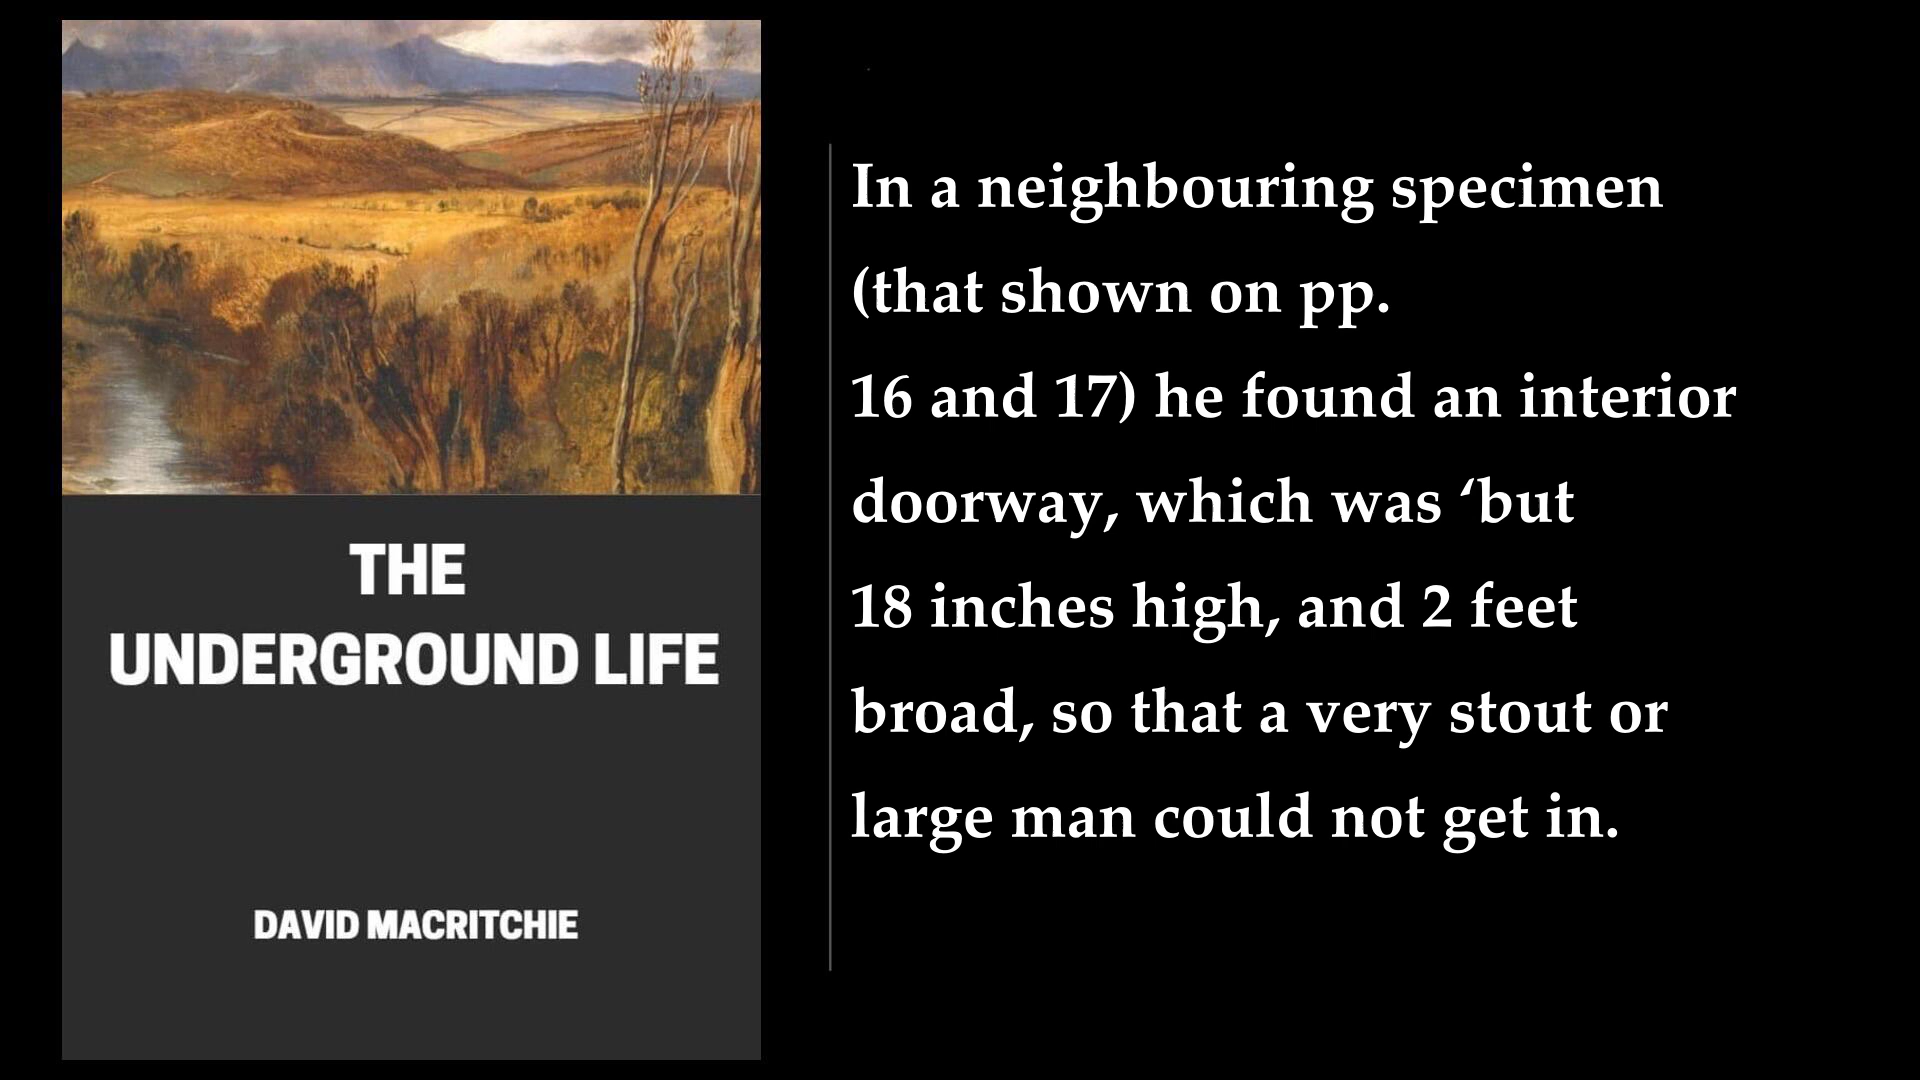 THE
UNDERGROUND LIFE
DAVID MACRITCHIE
In a neighbouring specimen
(that shown on pp.
16 and 17) he found an interior
doorway, which was ‘but
18 inches high, and 2 feet
broad, so that a very stout or
large man could not get in.